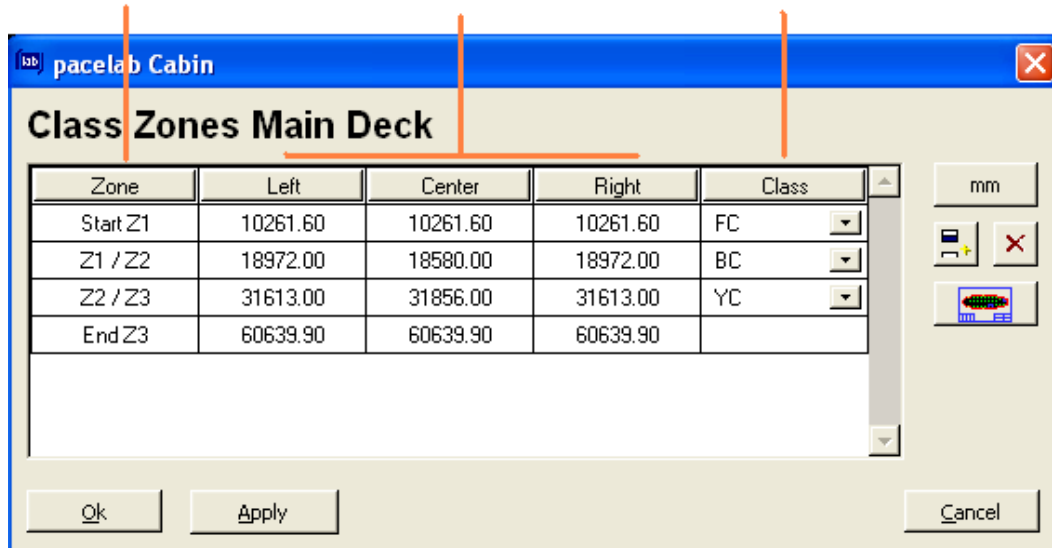 lab pacelab Cabin
Class Zones Main Deck
Zone Left Center Right Class
Start Z1 10261.60 10261.60 10261.60 FC
Z1 / Z2 18972.00 18580.00 18972.00 BC
Z2 / Z3 31613.00 31856.00 31613.00 YC
End Z3 60639.90 60639.90 60639.90
mm
Ok Apply Cancel